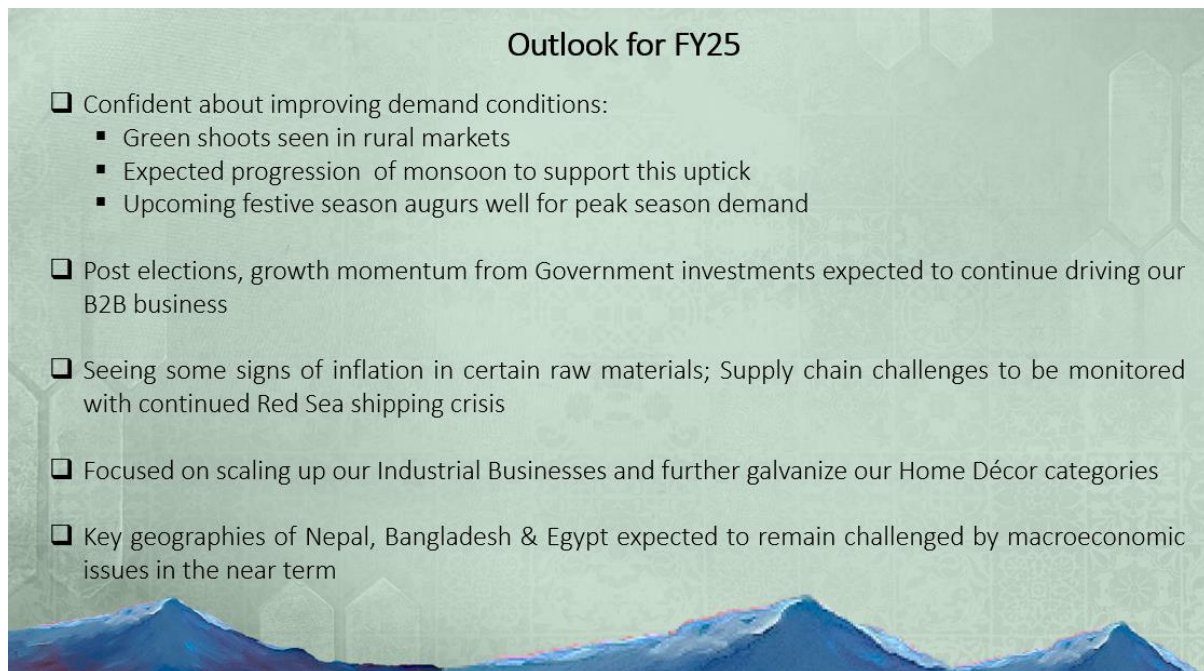 Outlook for FY25
❑ Confident about improving demand conditions:
▪ Green shoots seen in rural markets
▪ Expected progression of monsoon to support this uptick
▪ Upcoming festive season augurs well for peak season demand
❑ Post elections, growth momentum from Government investments expected to continue driving our
B2B business
❑ Seeing some signs of inflation in certain raw materials; Supply chain challenges to be monitored
with continued Red Sea shipping crisis
❑ Focused on scaling up our Industrial Businesses and further galvanize our Home Décor categories
❑ Key geographies of Nepal, Bangladesh & Egypt expected to remain challenged by macroeconomic
issues in the near term